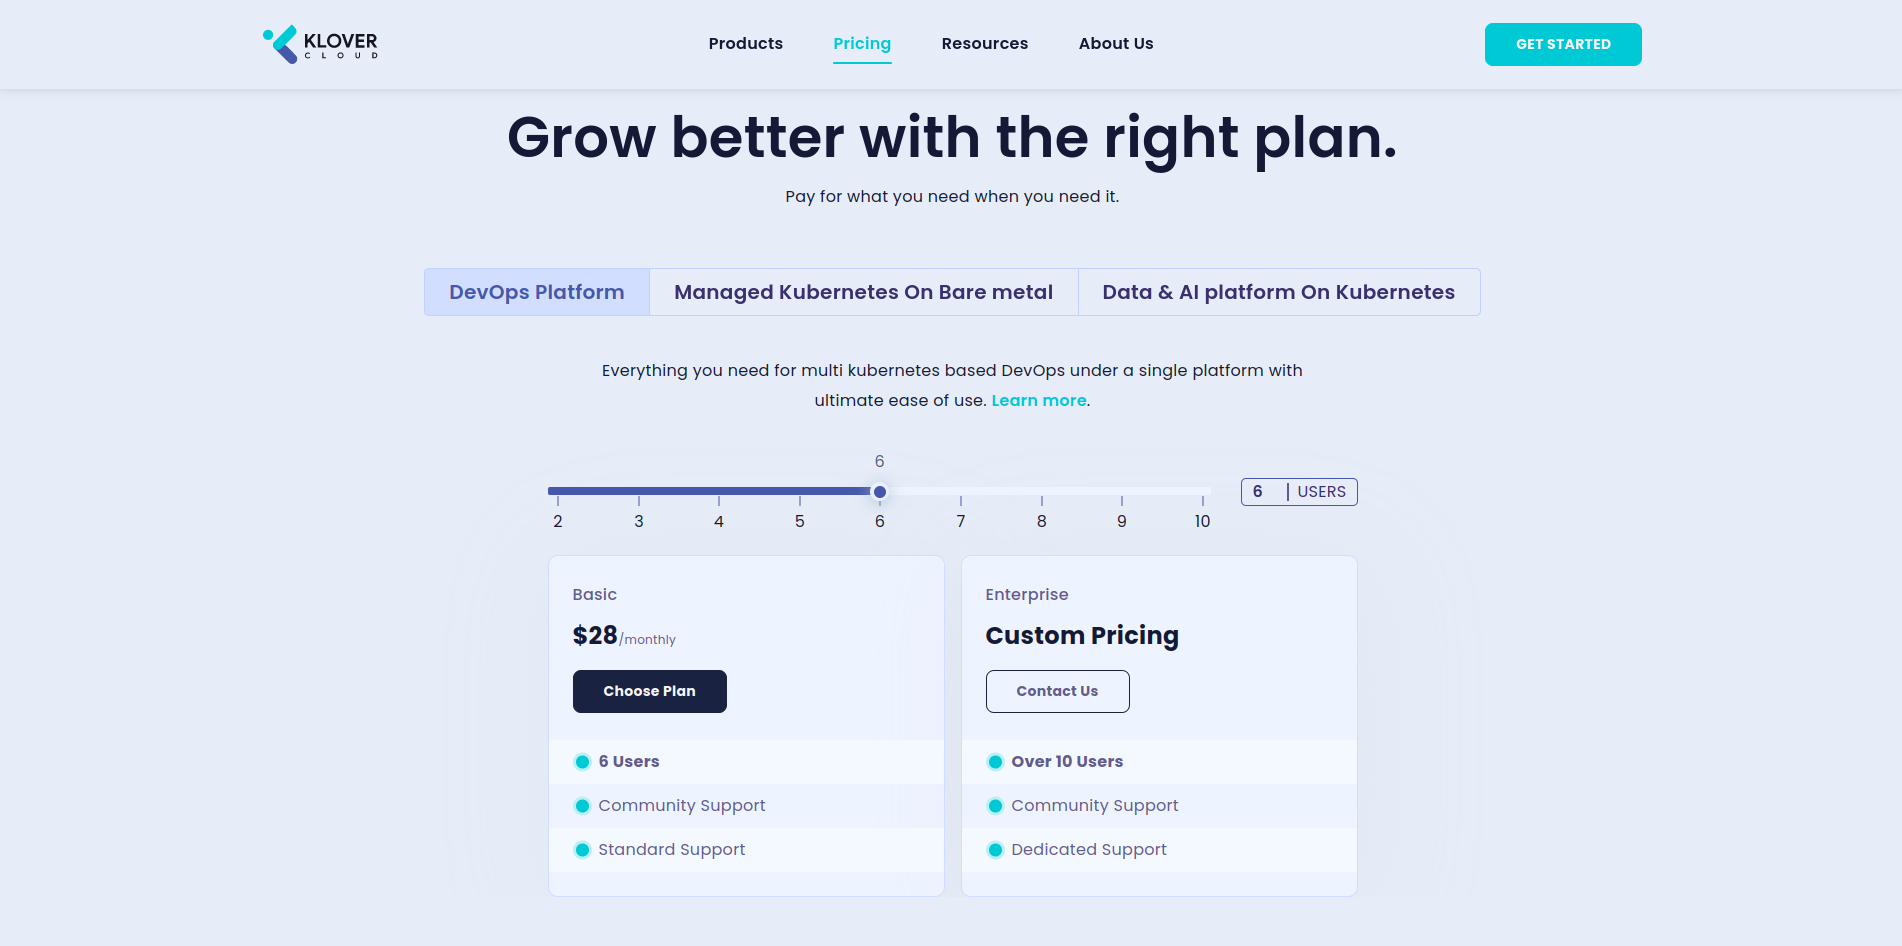 KLOVER
CLOUD
Products
Pricing
Resources
About Us
GET STARTED
Grow better with the right plan.
Pay for what you need when you need it.
DevOps Platform
Managed Kubernetes On Bare metal
Data & AI platform On Kubernetes
Everything you need for multi kubernetes based DevOps under a single platform with
ultimate ease of use. Learn more.
6
2 3 4 5 6 7 8 9 10
6 | USERS
Basic
$28/monthly
Choose Plan
6 Users
Community Support
Standard Support
Enterprise
Custom Pricing
Contact Us
Over 10 Users
Community Support
Dedicated Support